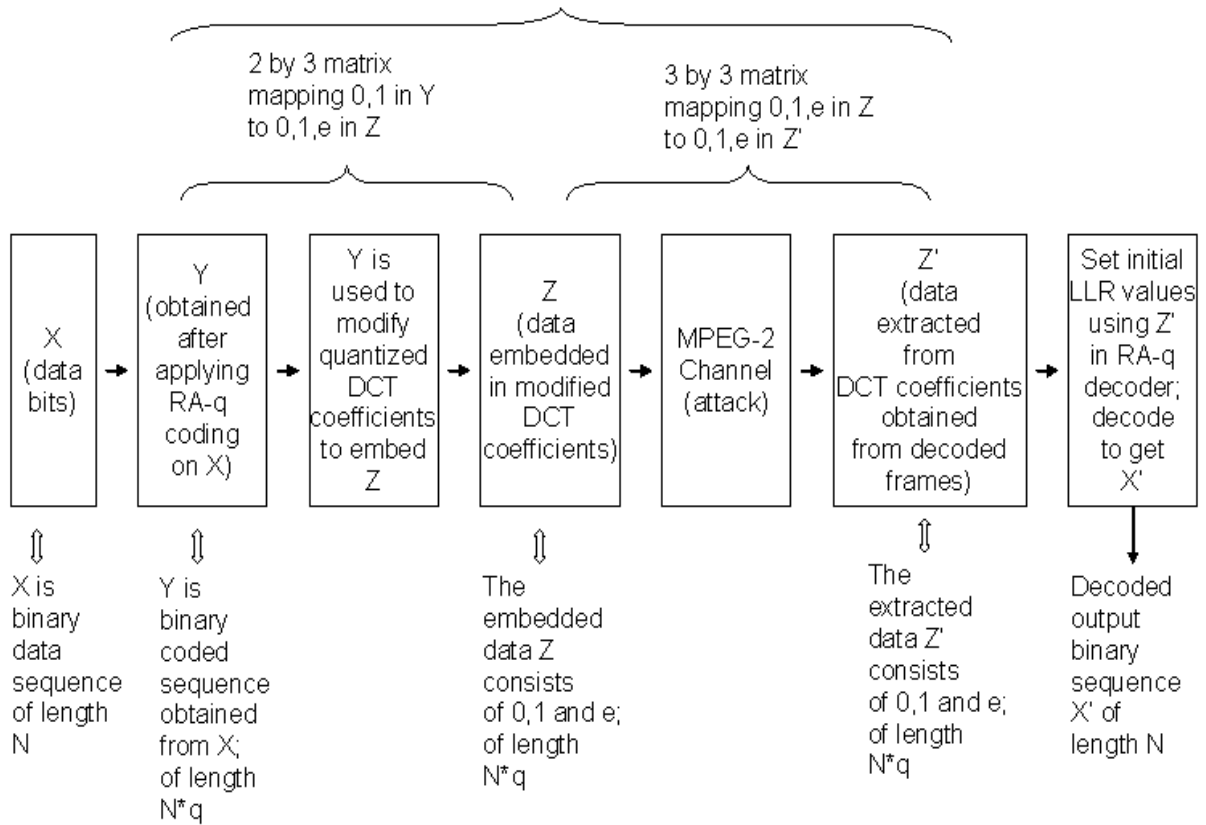 2 by 3 matrix
mapping 0,1 in Y
to 0,1,e in Z
3 by 3 matrix
mapping 0,1,e in Z
to 0,1,e in Z'
X
(data
bits)
Y
(obtained
after
applying
RA-q
coding
on X)
Y is
used to
modify
quantized
DCT
coefficients
to embed
Z
Z
(data
embedded
in modified
DCT
coefficients)
MPEG-2
Channel
(attack)
Z'
(data
extracted
from
DCT coefficients
obtained
from decoded
frames)
Set initial
LLR values
using Z'
in RA-q
decoder;
decode
to get
X'
X is
binary
data
sequence
of length
N
Y is
binary
coded
sequence
obtained
from X;
of length
N*q
The
embedded
data Z
consists
of 0,1 and e;
of length
N*q
The
extracted
data Z'
consists
of 0,1 and e;
of length
N*q
Decoded
output
binary
sequence
X' of
length N